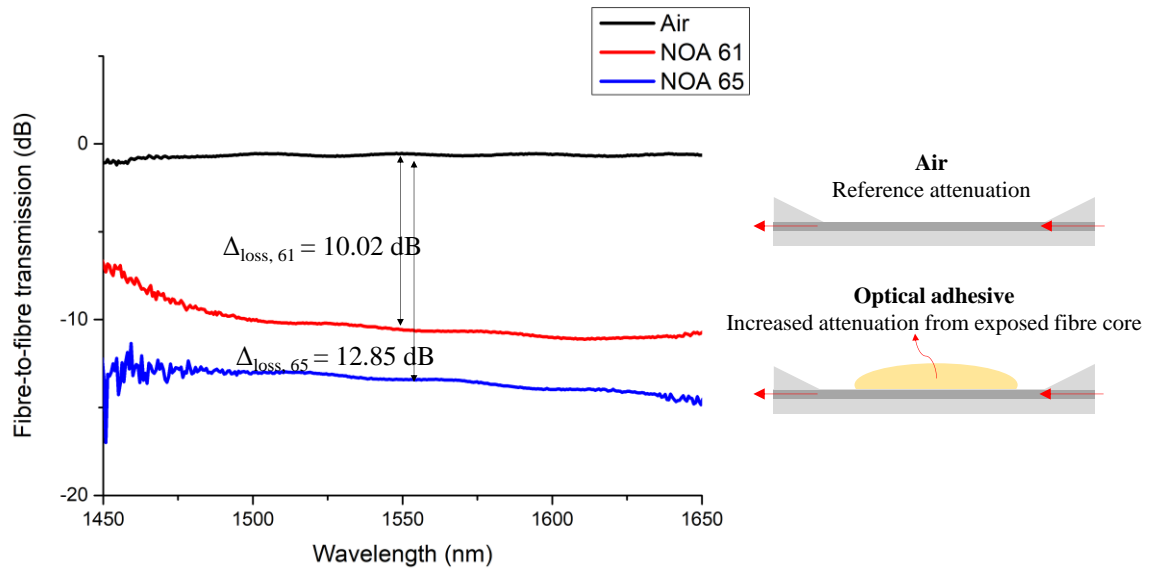 Air
NOA 61
NOA 65
Fibre-to-fibre transmission (dB)
0
-10
-20
1450
1500
1550
1600
1650
Wavelength (nm)
Δloss, 61 = 10.02 dB
Δloss, 65 = 12.85 dB
Air
Reference attenuation
Optical adhesive
Increased attenuation from exposed fibre core